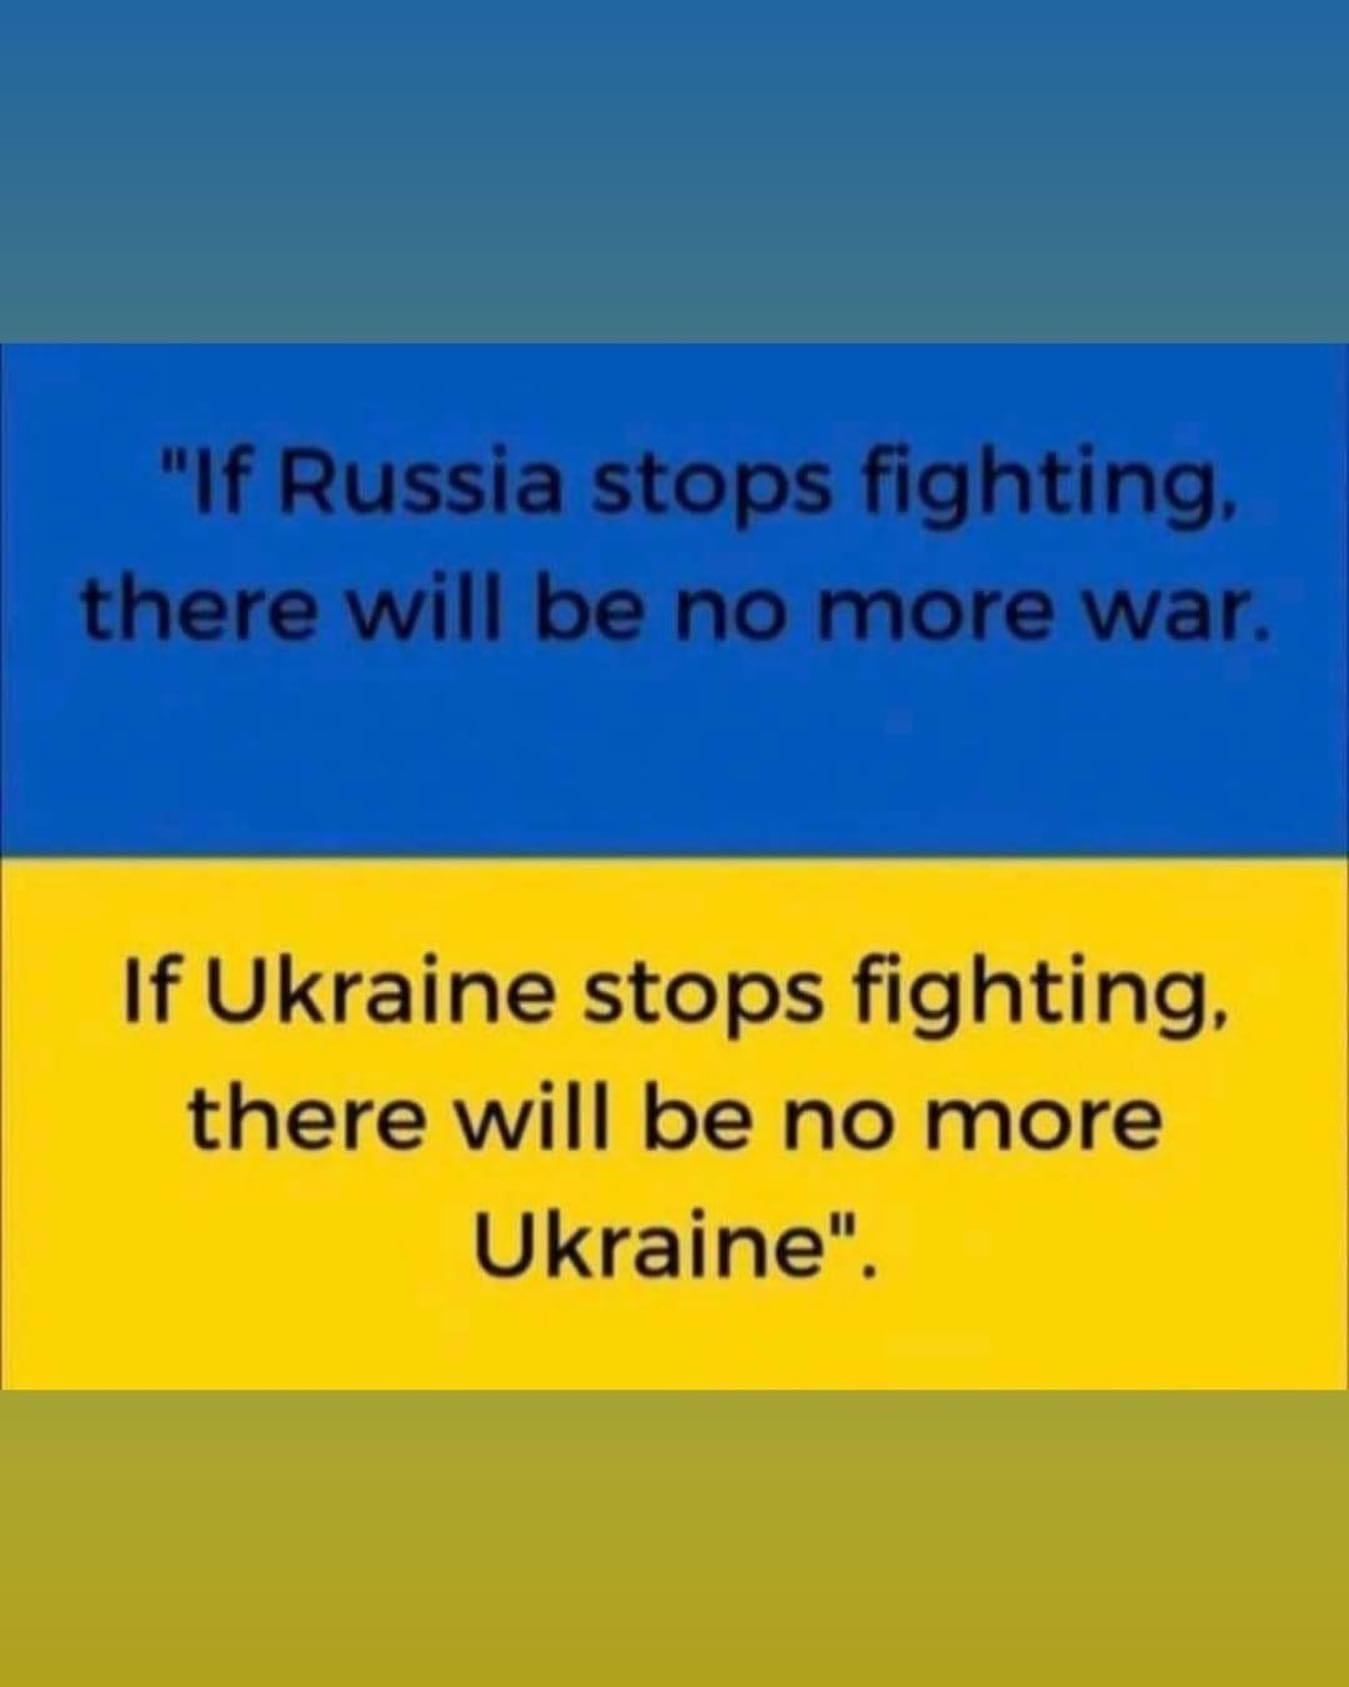 "If Russia stops fighting,
there will be no more war.
If Ukraine stops fighting,
there will be no more
Ukraine".